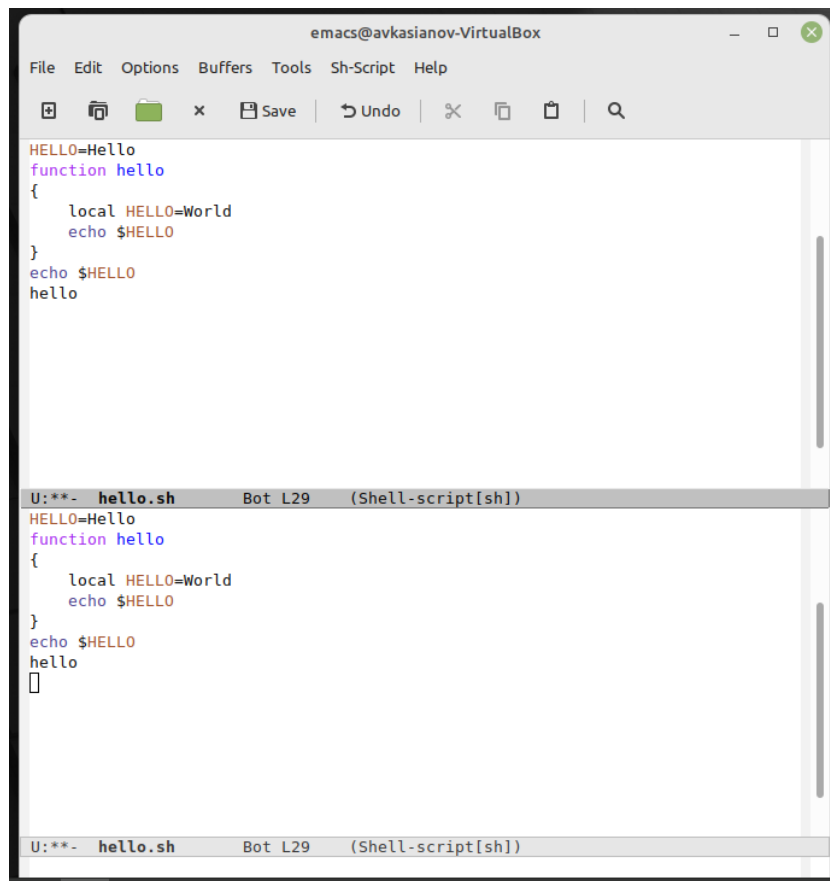 emacs@avkasianov-VirtualBox
File Edit Options Buffers Tools Sh-Script Help
Save Undo
HELLO=Hello
function hello
{
    local HELLO=World
    echo $HELLO
}
echo $HELLO
hello
U:**-  hello.sh       Bot L29    (Shell-script[sh])
HELLO=Hello
function hello
{
    local HELLO=World
    echo $HELLO
}
echo $HELLO
hello
U:**-  hello.sh       Bot L29    (Shell-script[sh])